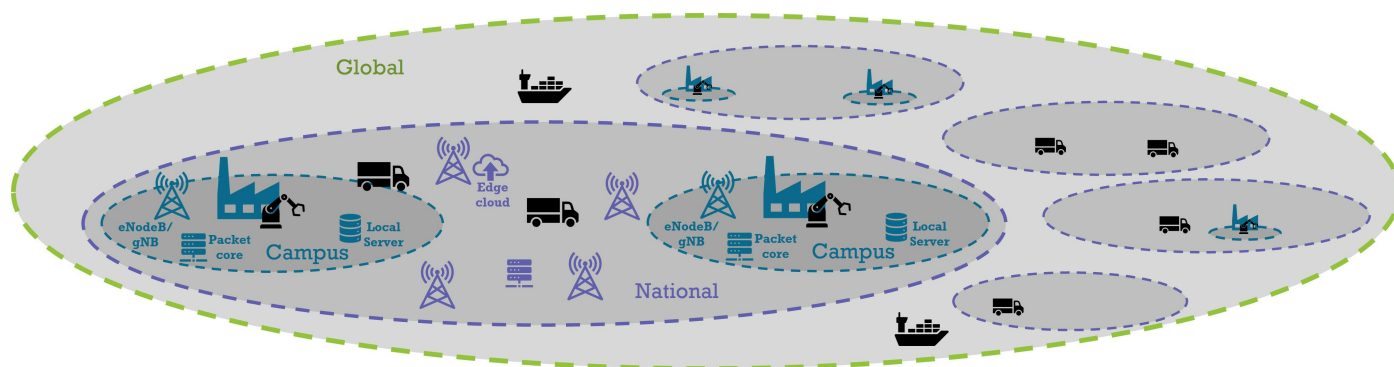 Global
Edge
cloud
eNodeB/
gNB
Packet
core
Campus
Local
Server
eNodeB/
gNB
Packet
core
Campus
Local
Server
National